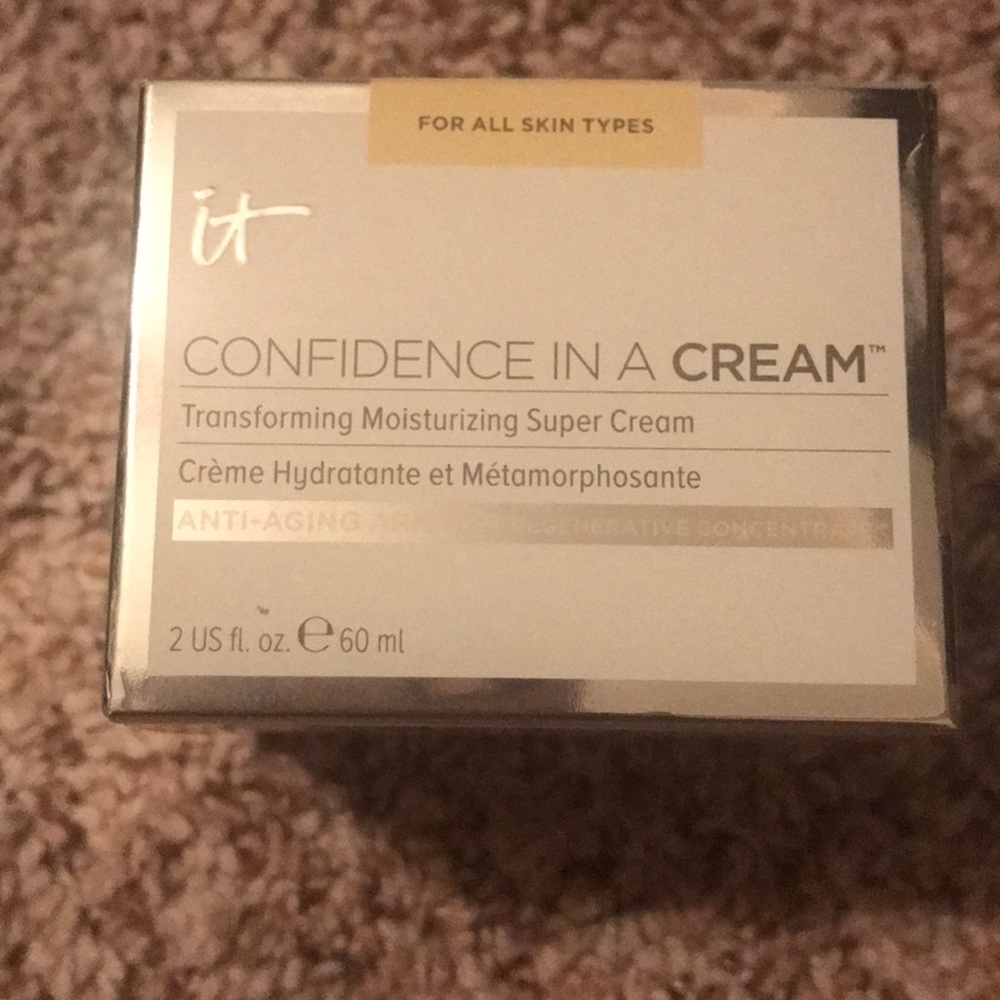 FOR ALL SKIN TYPES
it
CONFIDENCE IN A CREAM™
Transforming Moisturizing Super Cream
Crème Hydratante et Métamorphosante
ANTI-AGING REGENERATIVE
2 US fl. oz. ℮ 60 ml